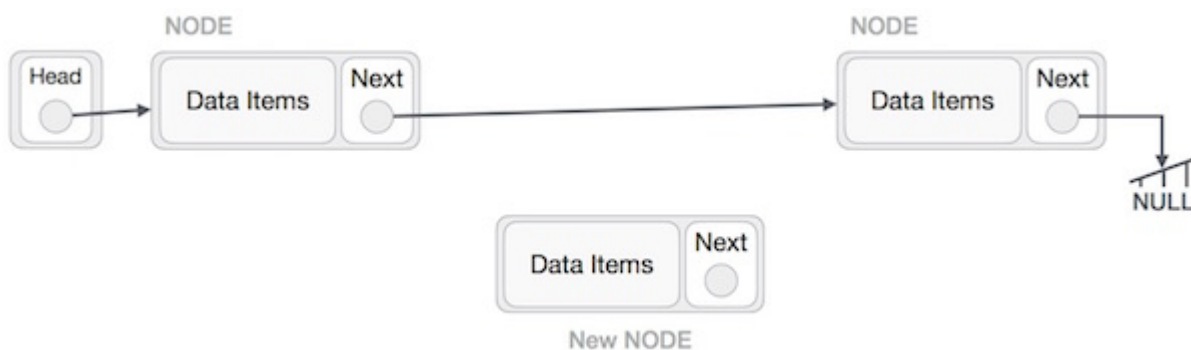 NODE
NODE
Head
Data Items
Next
Data Items
Next
NULL
Data Items
Next
New NODE